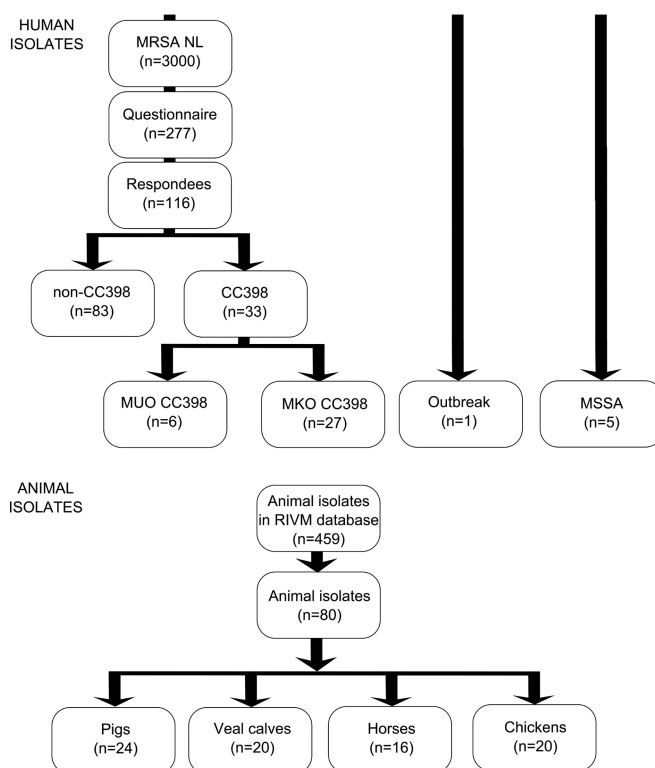 HUMAN
ISOLATES
MRSA NL
(n=3000)
Questionnaire
(n=277)
Respondees
(n=116)
non-CC398
(n=83)
CC398
(n=33)
MUO CC398
(n=6)
MKO CC398
(n=27)
Outbreak
(n=1)
MSSA
(n=5)
ANIMAL
ISOLATES
Animal isolates
in RIVM database
(n=459)
Animal isolates
(n=80)
Pigs
(n=24)
Veal calves
(n=20)
Horses
(n=16)
Chickens
(n=20)